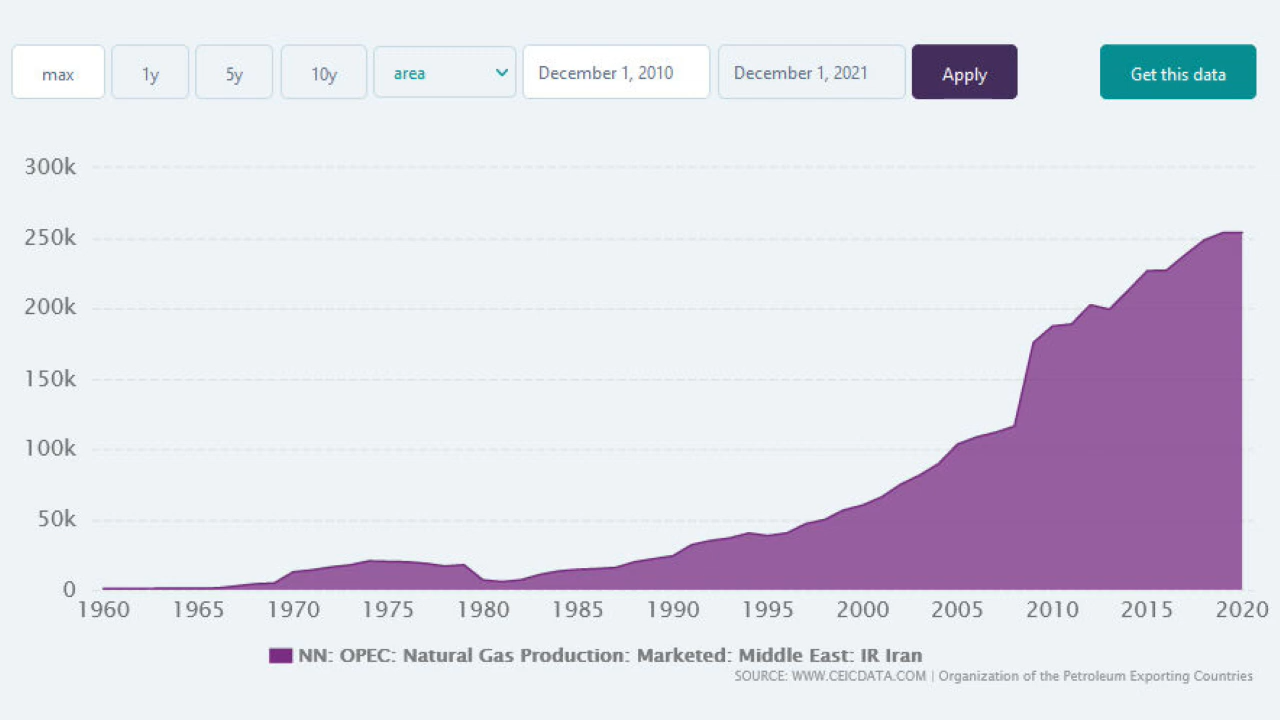 max 1y 5y 10y area December 1, 2010 December 1, 2021 Apply Get this data
300k
250k
200k
150k
100k
50k
0
1960 1965 1970 1975 1980 1985 1990 1995 2000 2005 2010 2015 2020
NN: OPEC: Natural Gas Production: Marketed: Middle East: IR Iran
SOURCE: WWW.CEICDATA.COM | Organization of the Petroleum Exporting Countries